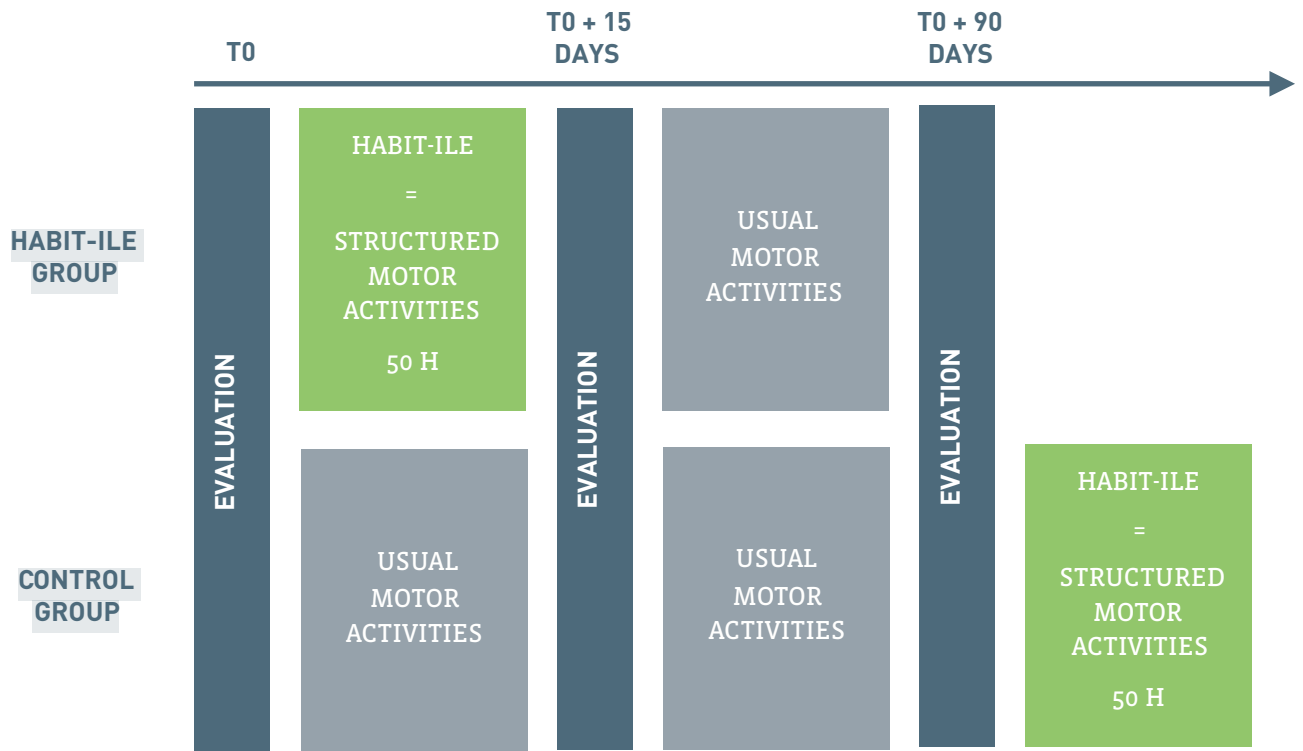 T0
T0 + 15
DAYS
T0 + 90
DAYS
HABIT-ILE
GROUP
EVALUATION
HABIT-ILE
=
STRUCTURED
MOTOR
ACTIVITIES
50 H
EVALUATION
USUAL
MOTOR
ACTIVITIES
EVALUATION
CONTROL
GROUP
USUAL
MOTOR
ACTIVITIES
USUAL
MOTOR
ACTIVITIES
HABIT-ILE
=
STRUCTURED
MOTOR
ACTIVITIES
50 H